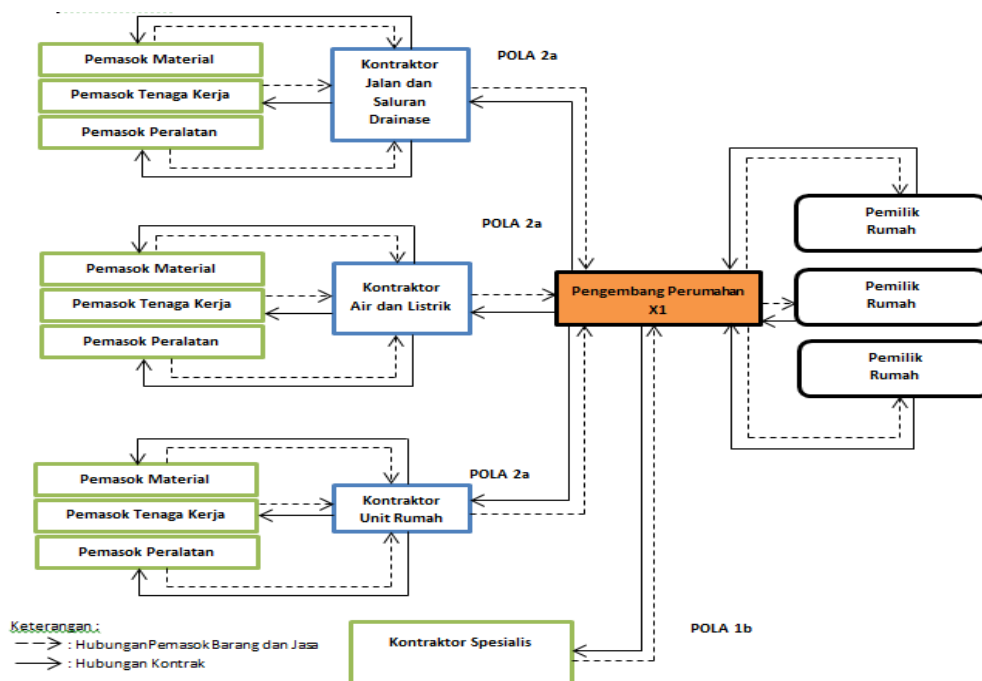 Pemasok Material
Pemasok Tenaga Kerja
Pemasok Peralatan
Kontraktor
Jalan dan
Saluran
Drainase
POLA 2a
Pemasok Material
Pemasok Tenaga Kerja
Pemasok Peralatan
Kontraktor
Air dan Listrik
POLA 2a
Pengembang Perumahan
X1
Pemilik
Rumah
Pemilik
Rumah
Pemilik
Rumah
Pemasok Material
Pemasok Tenaga Kerja
Pemasok Peralatan
Kontraktor
Unit Rumah
POLA 2a
Kontraktor Spesialis
POLA 1b
Keterangan :
: HubunganPemasok Barang dan Jasa
: Hubungan Kontrak